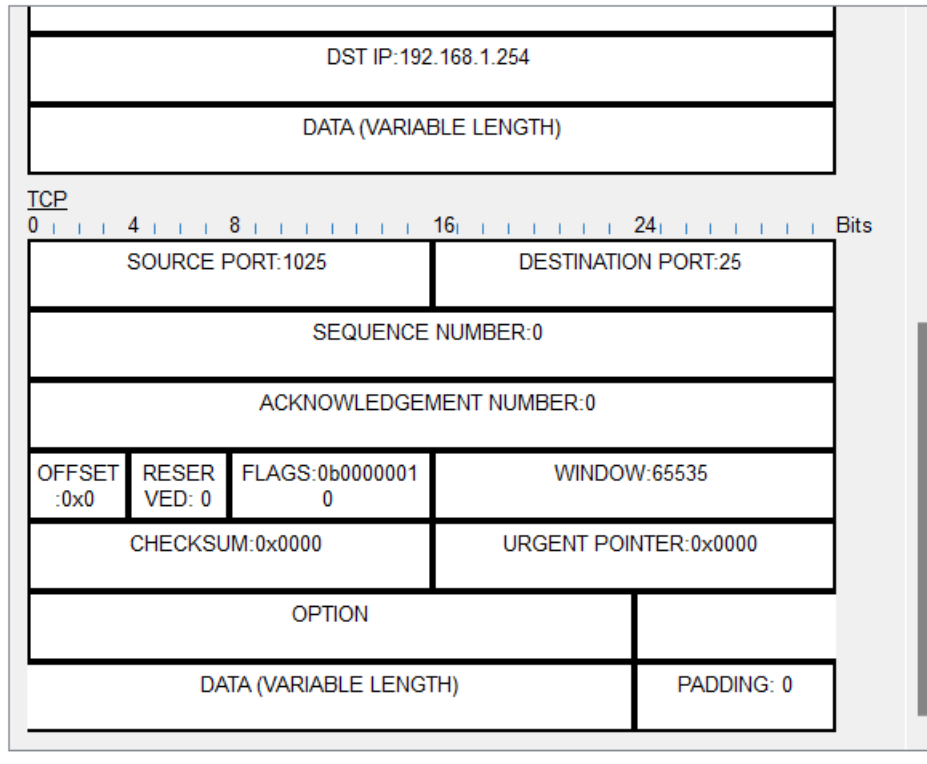 DST IP:192.168.1.254
DATA (VARIABLE LENGTH)
TCP
0 4 8 16 24 Bits
SOURCE PORT:1025 DESTINATION PORT:25
SEQUENCE NUMBER:0
ACKNOWLEDGEMENT NUMBER:0
OFFSET RESER FLAGS:0b0000001 WINDOW:65535
:0x0 VED: 0 0
CHECKSUM:0x0000 URGENT POINTER:0x0000
OPTION
DATA (VARIABLE LENGTH) PADDING: 0